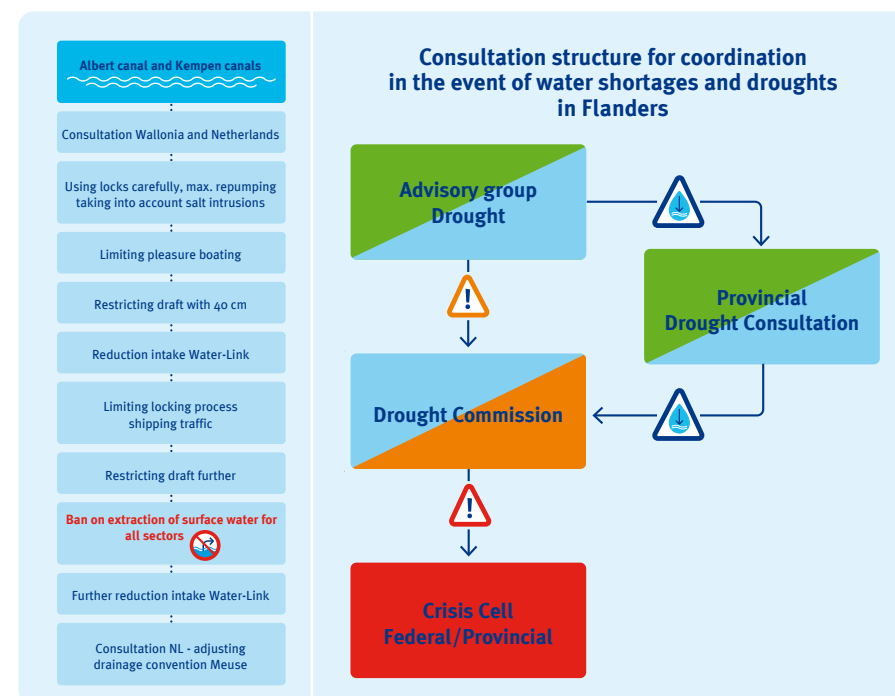 Albert canal and Kempen canals
Consultation Wallonia and Netherlands
Using locks carefully, max. repumping
taking into account salt intrusions
Limiting pleasure boating
Restricting draft with 40 cm
Reduction intake Water-Link
Limiting locking process
shipping traffic
Restricting draft further
Ban on extraction of surface water for
all sectors
Further reduction intake Water-Link
Consultation NL - adjusting
drainage convention Meuse
Consultation structure for coordination
in the event of water shortages and droughts
in Flanders
Advisory group
Drought
Provincial
Drought Consultation
!
Drought Commission
!
Crisis Cell
Federal/Provincial